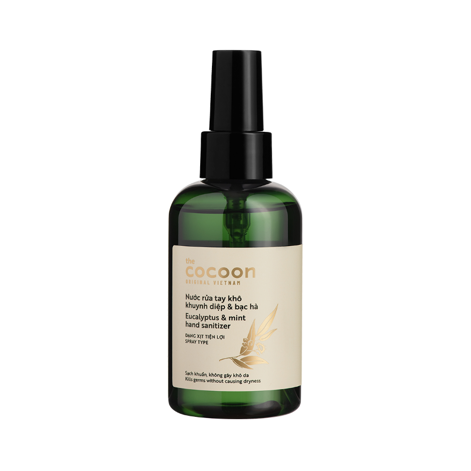 the
cocoon
ORIGINAL VIETNAM
Nước rửa tay khô
khuynh diệp & bạc hà
Eucalyptus & mint
hand sanitizer
DẠNG XỊT TIỆN LỢI
SPRAY TYPE
Sạch khuẩn, không gây khô da
Kills germs without causing dryness